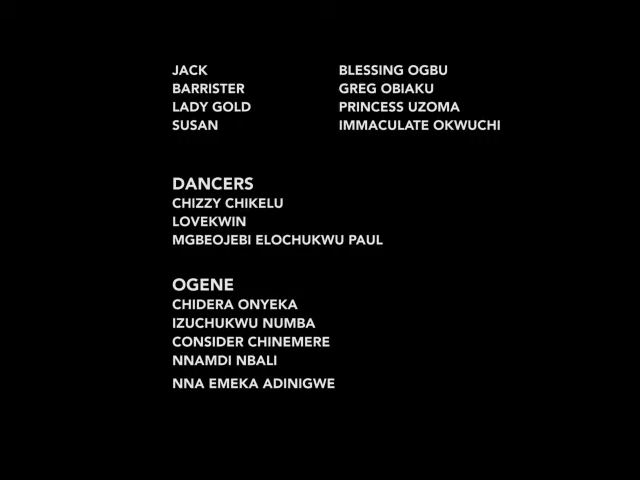 JACK BLESSING OGBU
BARRISTER GREG OBIAKU
LADY GOLD PRINCESS UZOMA
SUSAN IMMACULATE OKWUCHI
DANCERS
CHIZZY CHIKELU
LOVEKWIN
MGBEOJEBI ELOCHUKWU PAUL
OGENE
CHIDERA ONYEKA
IZUCHUKWU NUMBA
CONSIDER CHINEMERE
NNAMDI NBALI
NNA EMEKA ADINIGWE